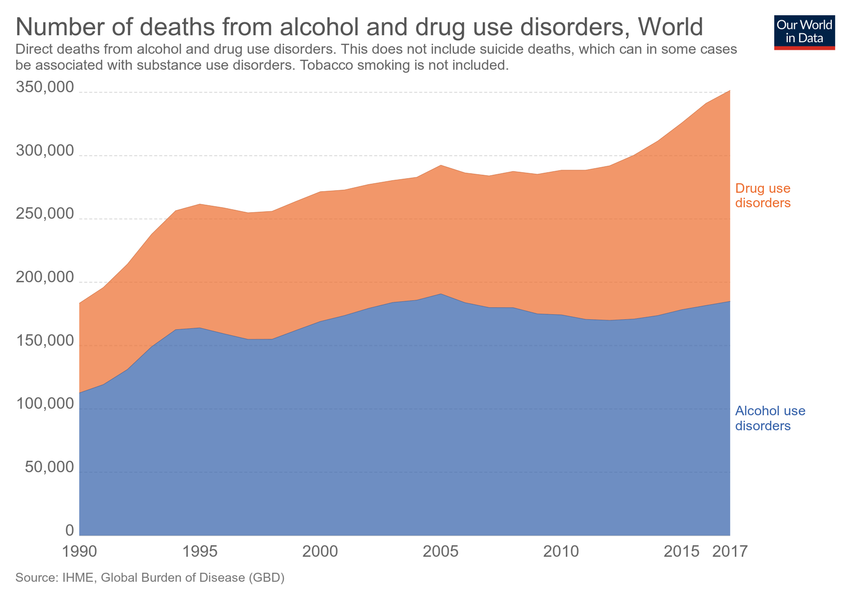 Number of deaths from alcohol and drug use disorders, World
Our World
in Data
Direct deaths from alcohol and drug use disorders. This does not include suicide deaths, which can in some cases
be associated with substance use disorders. Tobacco smoking is not included.
350,000
300,000
250,000
200,000
150,000
100,000
50,000
0
Drug use
disorders
Alcohol use
disorders
1990 1995 2000 2005 2010 2015 2017
Source: IHME, Global Burden of Disease (GBD)